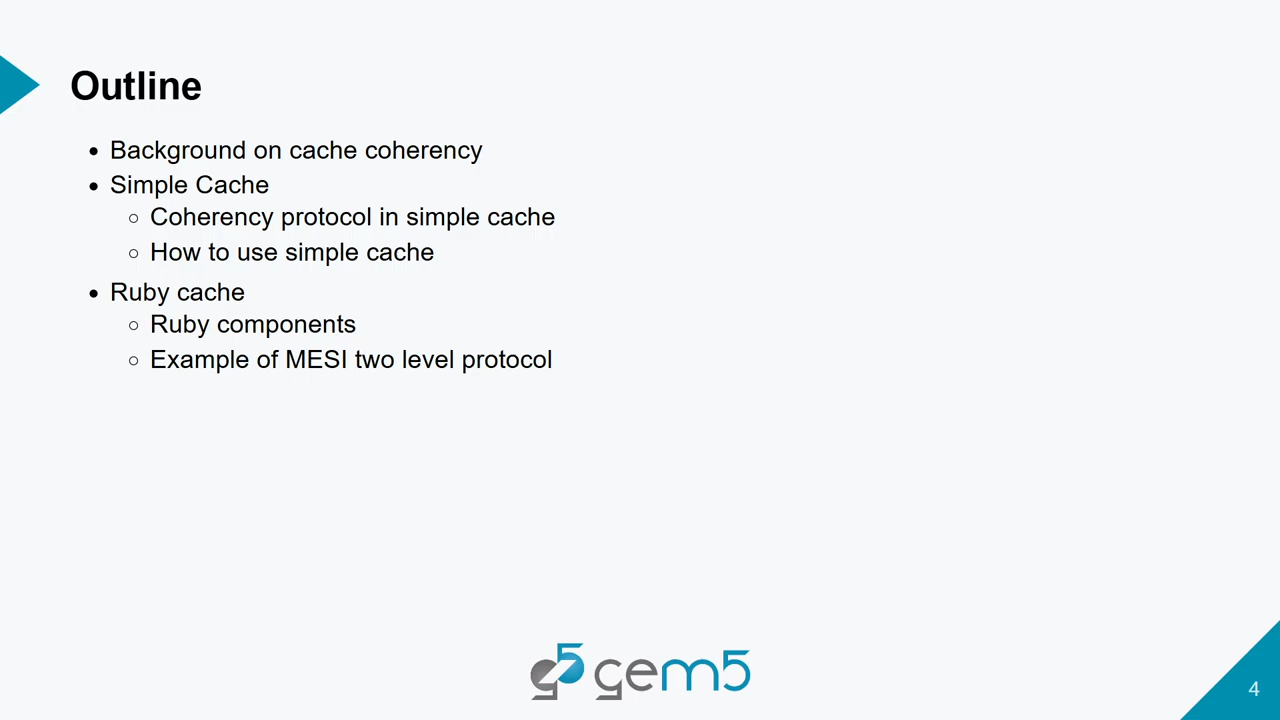 Outline
Background on cache coherency
Simple Cache
Coherency protocol in simple cache
How to use simple cache
Ruby cache
Ruby components
Example of MESI two level protocol
g5 gem5
4